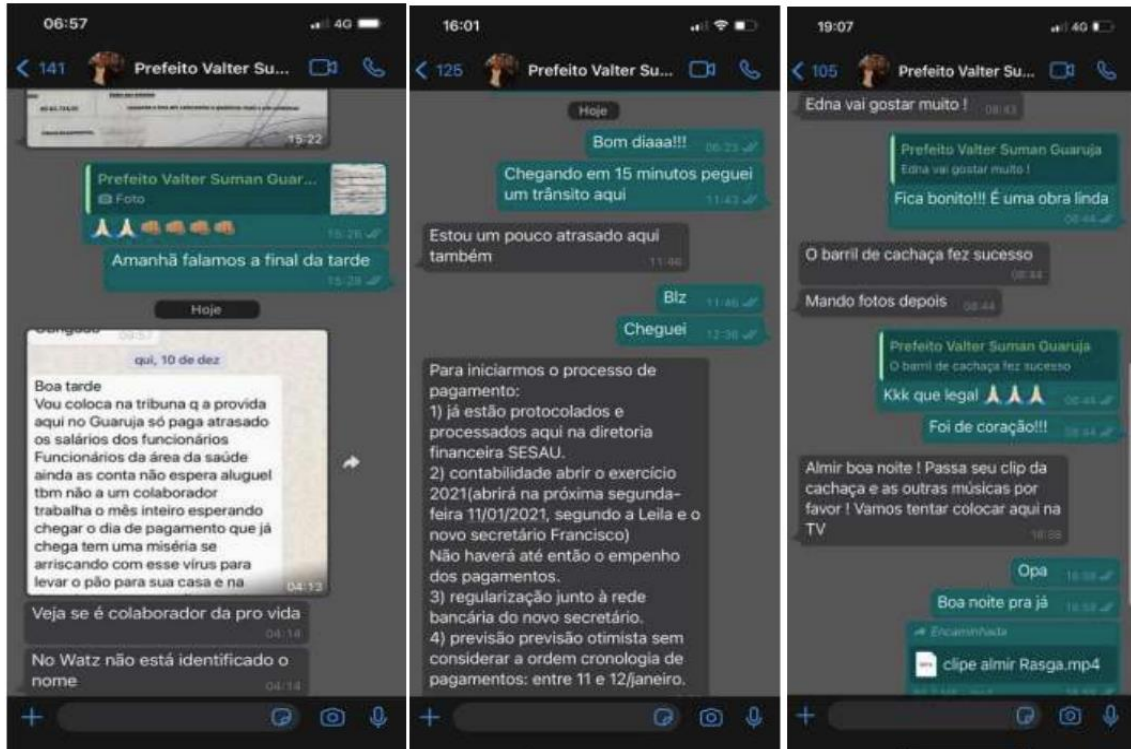 06:57
4G
< 141
Prefeito Valter Su...
15:22
Prefeito Valter Suman Guar...
Foto
15:26
Amanhã falamos a final da tarde
15:29
Hoje
Obrigado 09:57
qui, 10 de dez
Boa tarde
Vou coloca na tribuna q a provida
aqui no Guaruja só paga atrasado
os salários dos funcionários
Funcionários da área da saúde
ainda as conta não espera aluguel
tbm não a um colaborador
trabalha o mês inteiro esperando
chegar o dia de pagamento que já
chega tem uma miséria se
arriscando com esse vírus para
levar o pão para sua casa e na
04:13
Veja se é colaborador da pro vida
04:14
No Watz não está identificado o
nome
04:14
16:01
< 125
Prefeito Valter Su...
Hoje
Bom diaaa!!! 06:23
Chegando em 15 minutos peguei
um trânsito aqui
11:43
Estou um pouco atrasado aqui
também
11:46
Blz 11:46
Cheguei 12:36
Para iniciarmos o processo de
pagamento:
1) já estão protocolados e
processados aqui na diretoria
financeira SESAU.
2) contabilidade abrir o exercício
2021(abrirá na próxima segunda-
feira 11/01/2021, segundo a Leila e o
novo secretário Francisco)
Não haverá até então o empenho
dos pagamentos.
3) regularização junto à rede
bancária do novo secretário.
4) previsão previsão otimista sem
considerar a ordem cronologia de
pagamentos: entre 11 e 12/janeiro.
19:07
4G
< 105
Prefeito Valter Su...
Edna vai gostar muito ! 08:43
Prefeito Valter Suman Guaruja
Edna vai gostar muito !
Fica bonito!!! É uma obra linda
08:44
O barril de cachaça fez sucesso
08:44
Mando fotos depois 08:44
Prefeito Valter Suman Guaruja
O barril de cachaça fez sucesso
Kkk que legal 08:44
Foi de coração!!! 08:44
Almir boa noite ! Passa seu clip da
cachaça e as outras músicas por
favor ! Vamos tentar colocar aqui na
TV
Opa
Boa noite pra já
Encaminhada
clipe almir Rasga.mp4